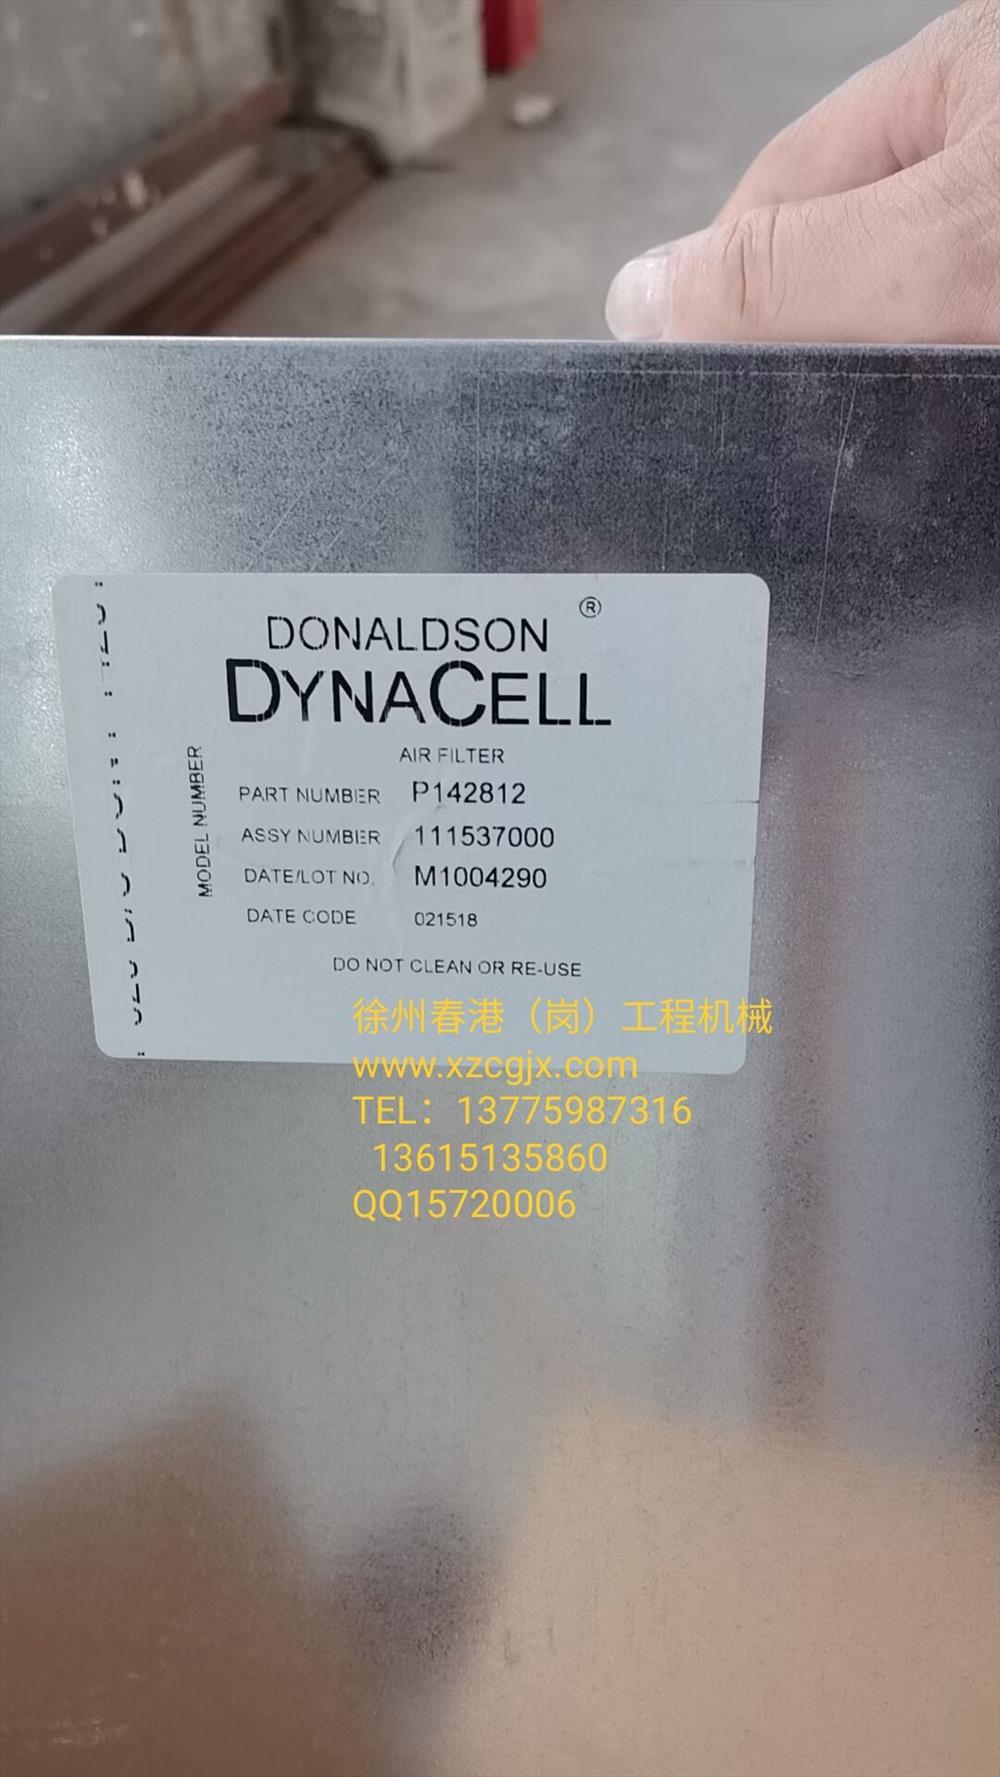 DONALDSON ®
DYNACELL
AIR FILTER
MODEL NUMBER
PART NUMBER P142812
ASSY NUMBER 111537000
DATE/LOT NO. M1004290
DATE CODE 021518
DO NOT CLEAN OR RE-USE
徐州春港（岗）工程机械
www.xzcgjx.com
TEL：13775987316
13615135860
QQ15720006